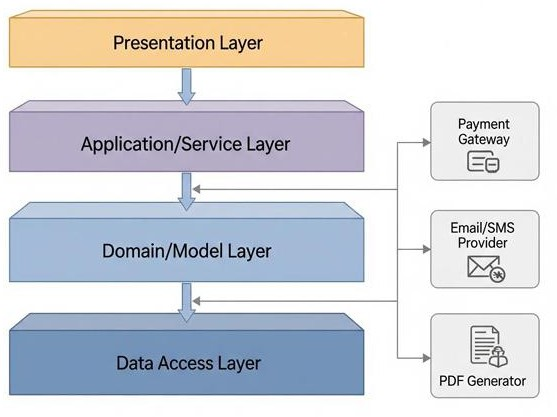 Presentation Layer
Application/Service Layer
Payment
Gateway
Domain/Model Layer
Email/SMS
Provider
Data Access Layer
PDF Generator